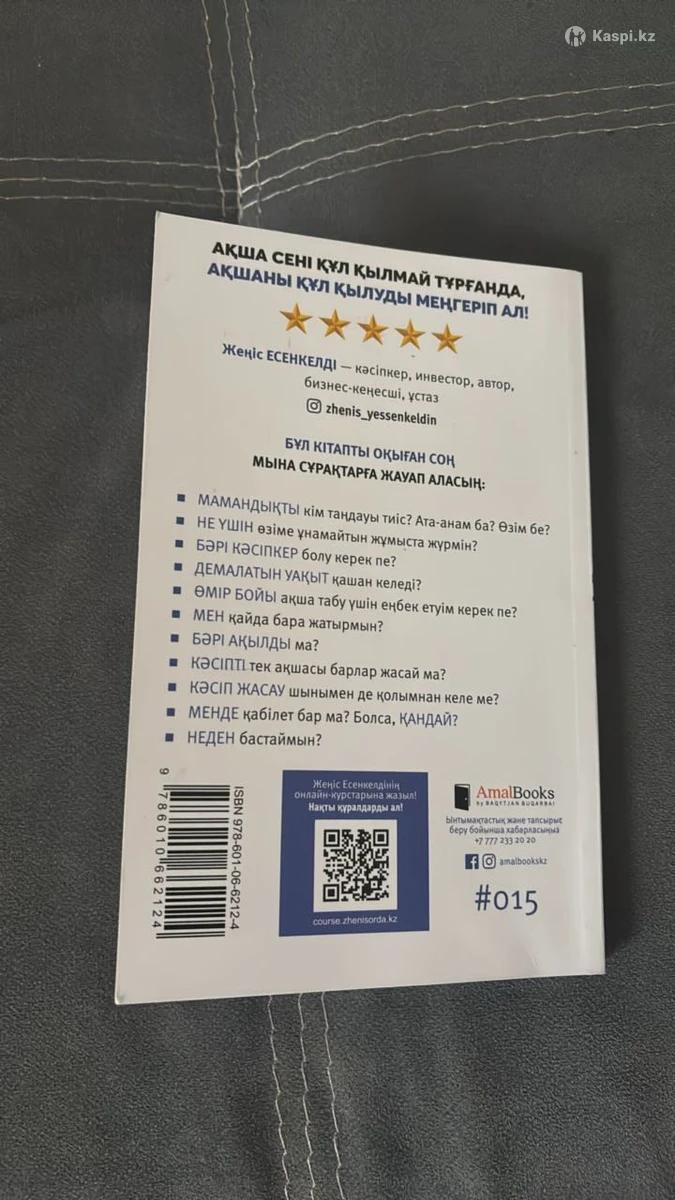 Kaspi.kz
АҚША СЕНІ ҚҰЛ ҚЫЛМАЙ ТҰРҒАНДА,
АҚШАНЫ ҚҰЛ ҚЫЛУДЫ МЕҢГЕРІП АЛ!
Жеңіс ЕСЕНКЕЛДІ — кәсіпкер, инвестор, автор,
бизнес-кеңесші, ұстаз
zhenis_yessenkeldin
БҰЛ КІТАПТЫ ОҚЫҒАН СОҢ
МЫНА СҰРАҚТАРҒА ЖАУАП АЛАСЫҢ:
МАМАНДЫҚТЫ кім таңдауы тиіс? Ата-анам ба? Өзім бе?
НЕ ҮШІН өзіме ұнамайтын жұмыста жүрмін?
БӘРІ КӘСІПКЕР болу керек пе?
ДЕМАЛАТЫН УАҚЫТ қашан келеді?
ӨМІР БОЙЫ ақша табу үшін еңбек етуім керек пе?
МЕН қайда бара жатырмын?
БӘРІ АҚЫЛДЫ ма?
КӘСІПТІ тек ақшасы барлар жасай ма?
КӘСІП ЖАСАУ шынымен де қолымнан келе ме?
МЕНДЕ қабілет бар ма? Болса, ҚАНДАЙ?
НЕДЕН бастаймын?
ISBN 978-601-06-6212-4
9 786010 662124
Жеңіс Есенкелдінің
онлайн-курстарына жазыл!
Нақты құралдарды ал!
course.zhenisorda.kz
AmalBooks
by BAQYTJAN BUQARBAI
Ынтымақтастық және тапсырыс
беру бойынша хабарласыңыз
+7 777 233 20 20
amalbookskz
#015